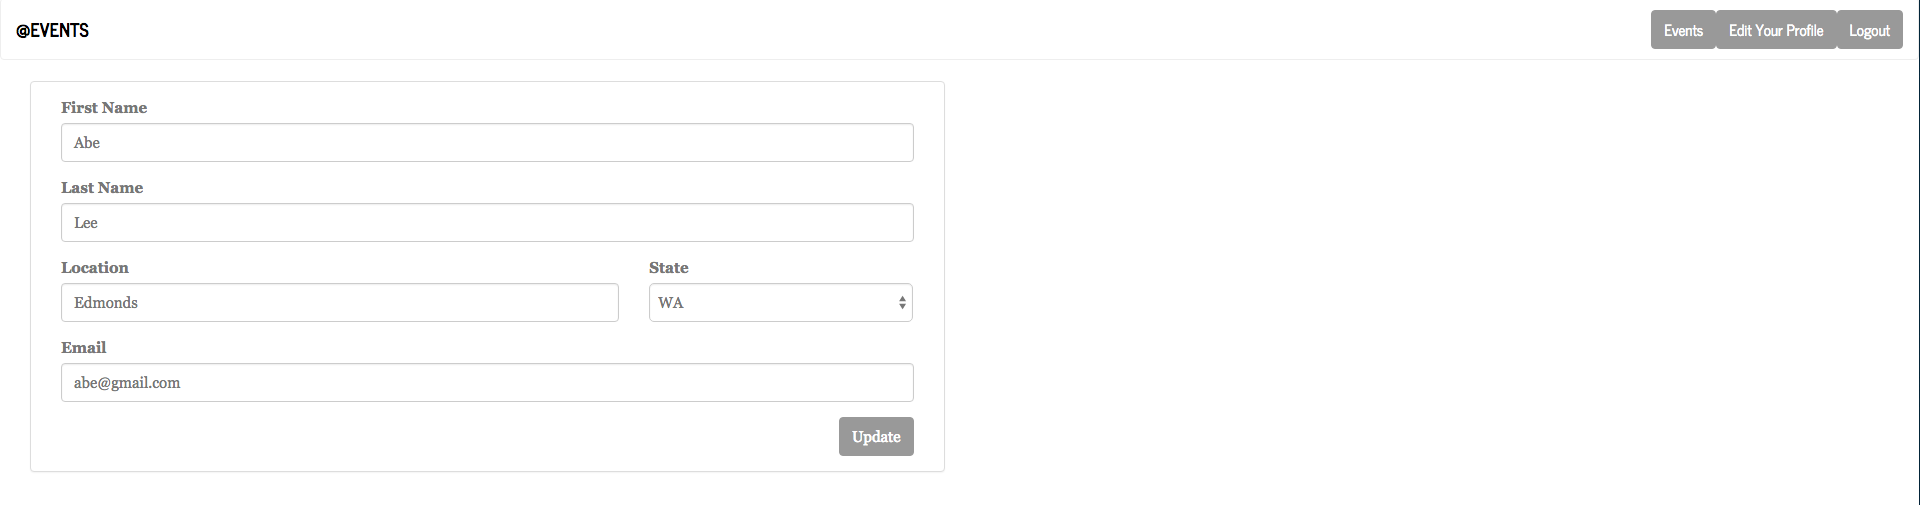 @EVENTS
Events Edit Your Profile Logout
First Name
Abe
Last Name
Lee
Location State
Edmonds WA
Email
abe@gmail.com
Update